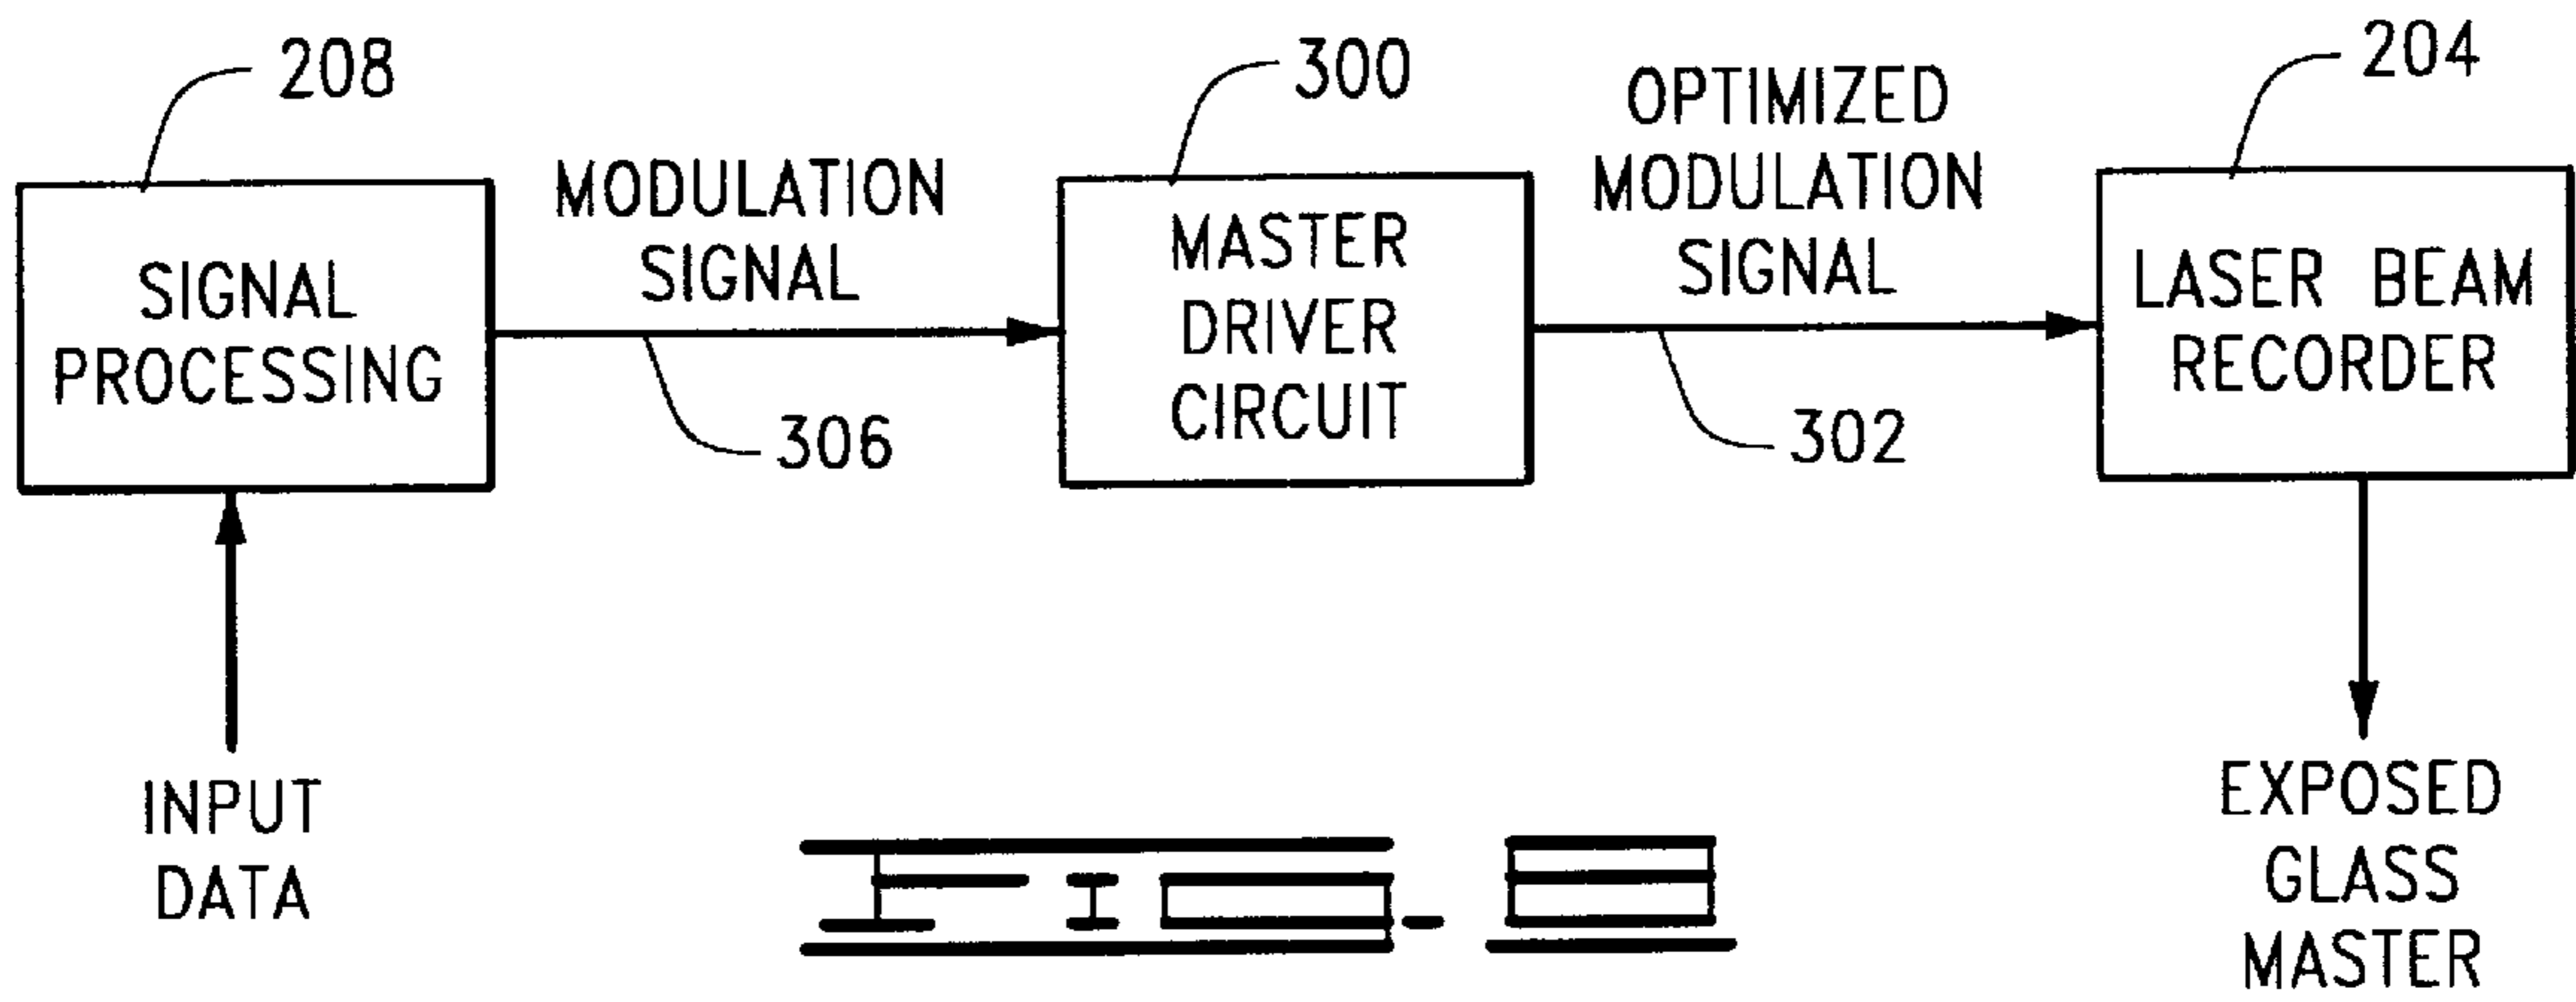 208
300
204
SIGNAL
PROCESSING
MODULATION
SIGNAL
306
MASTER
DRIVER
CIRCUIT
OPTIMIZED
MODULATION
SIGNAL
302
LASER BEAM
RECORDER
INPUT
DATA
EXPOSED
GLASS
MASTER